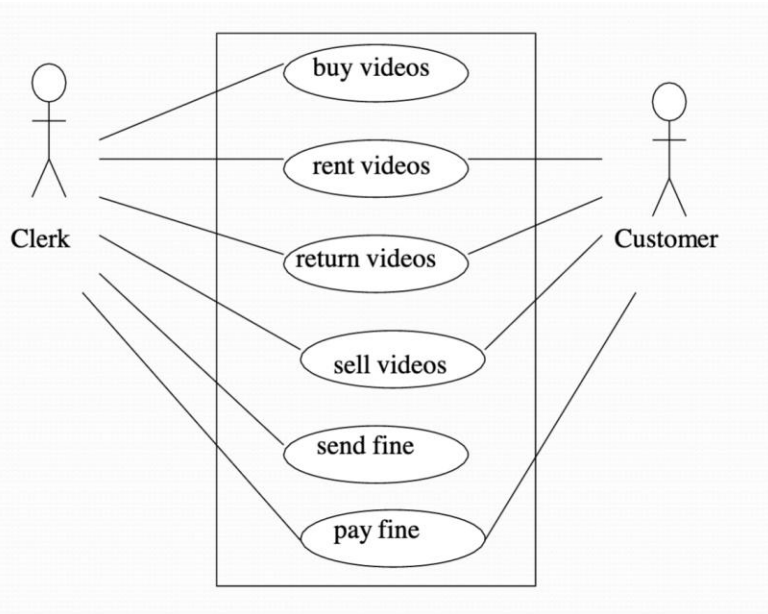 buy videos
rent videos
Clerk
Customer
return videos
sell videos
send fine
pay fine